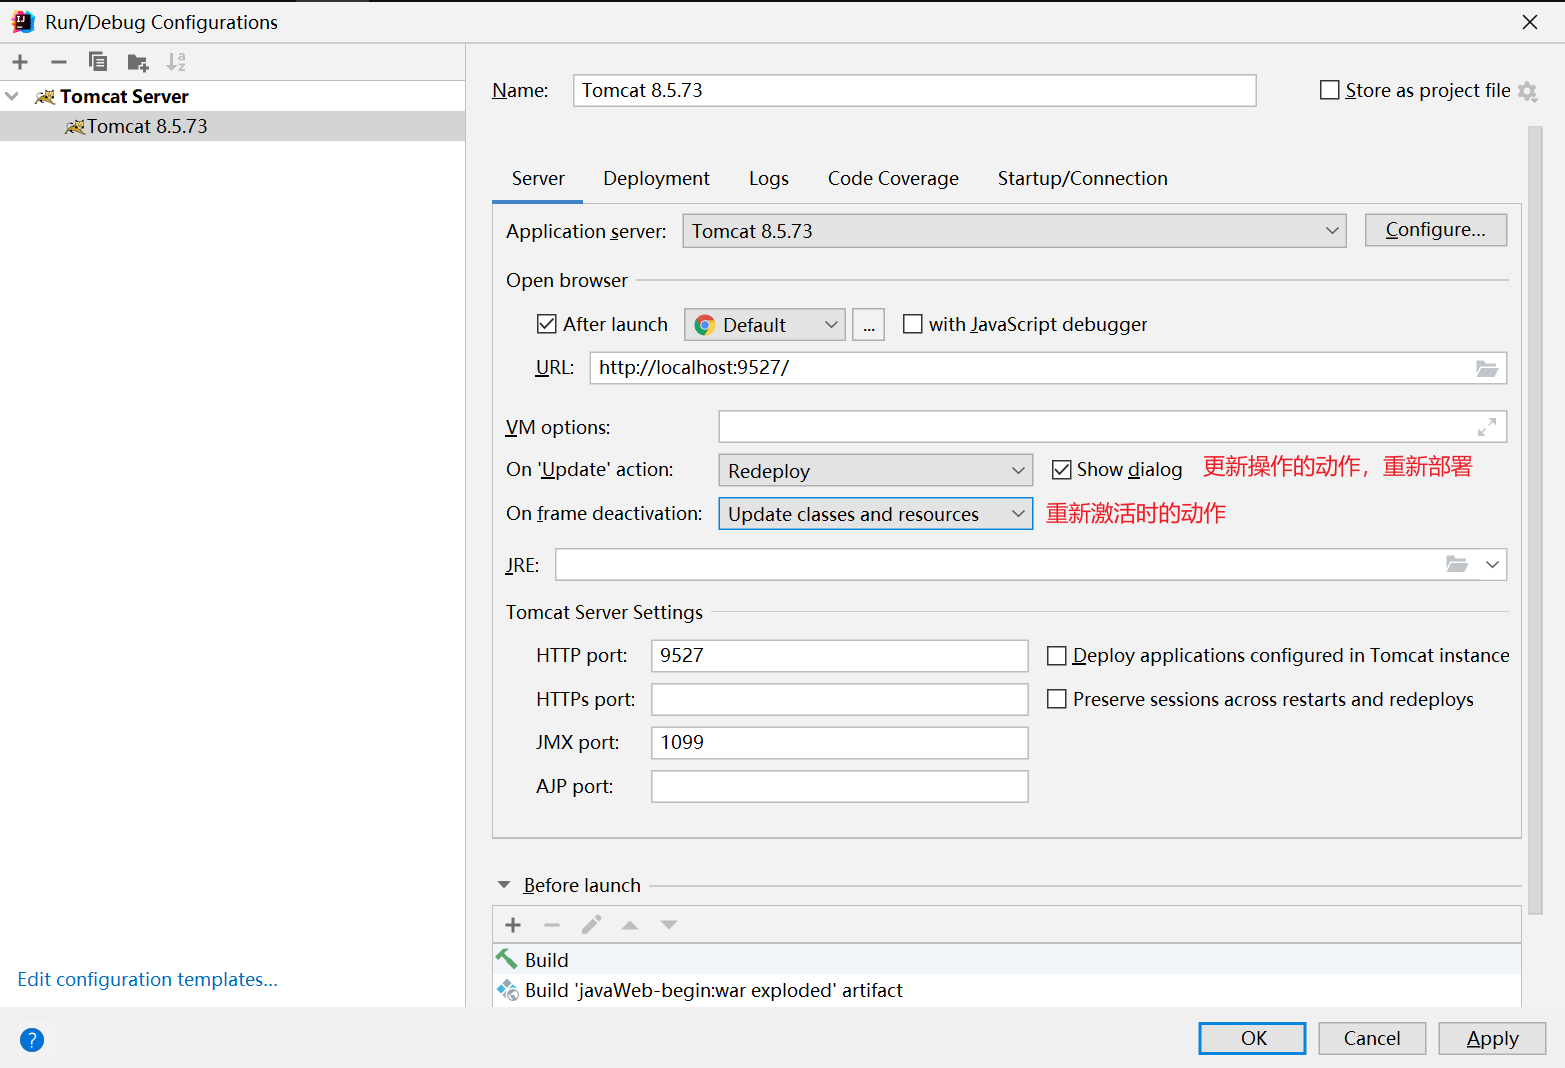 Run/Debug Configurations
Tomcat Server
Tomcat 8.5.73
Edit configuration templates...
Name: Tomcat 8.5.73 Store as project file
Server Deployment Logs Code Coverage Startup/Connection
Application server: Tomcat 8.5.73 Configure...
Open browser
After launch Default ... with JavaScript debugger
URL: http://localhost:9527/
VM options:
On 'Update' action: Redeploy Show dialog 更新操作的动作，重新部署
On frame deactivation: Update classes and resources 重新激活时的动作
JRE:
Tomcat Server Settings
HTTP port: 9527 Deploy applications configured in Tomcat instance
HTTPs port: Preserve sessions across restarts and redeploys
JMX port: 1099
AJP port:
Before launch
Build
Build 'javaWeb-begin:war exploded' artifact
? OK Cancel Apply